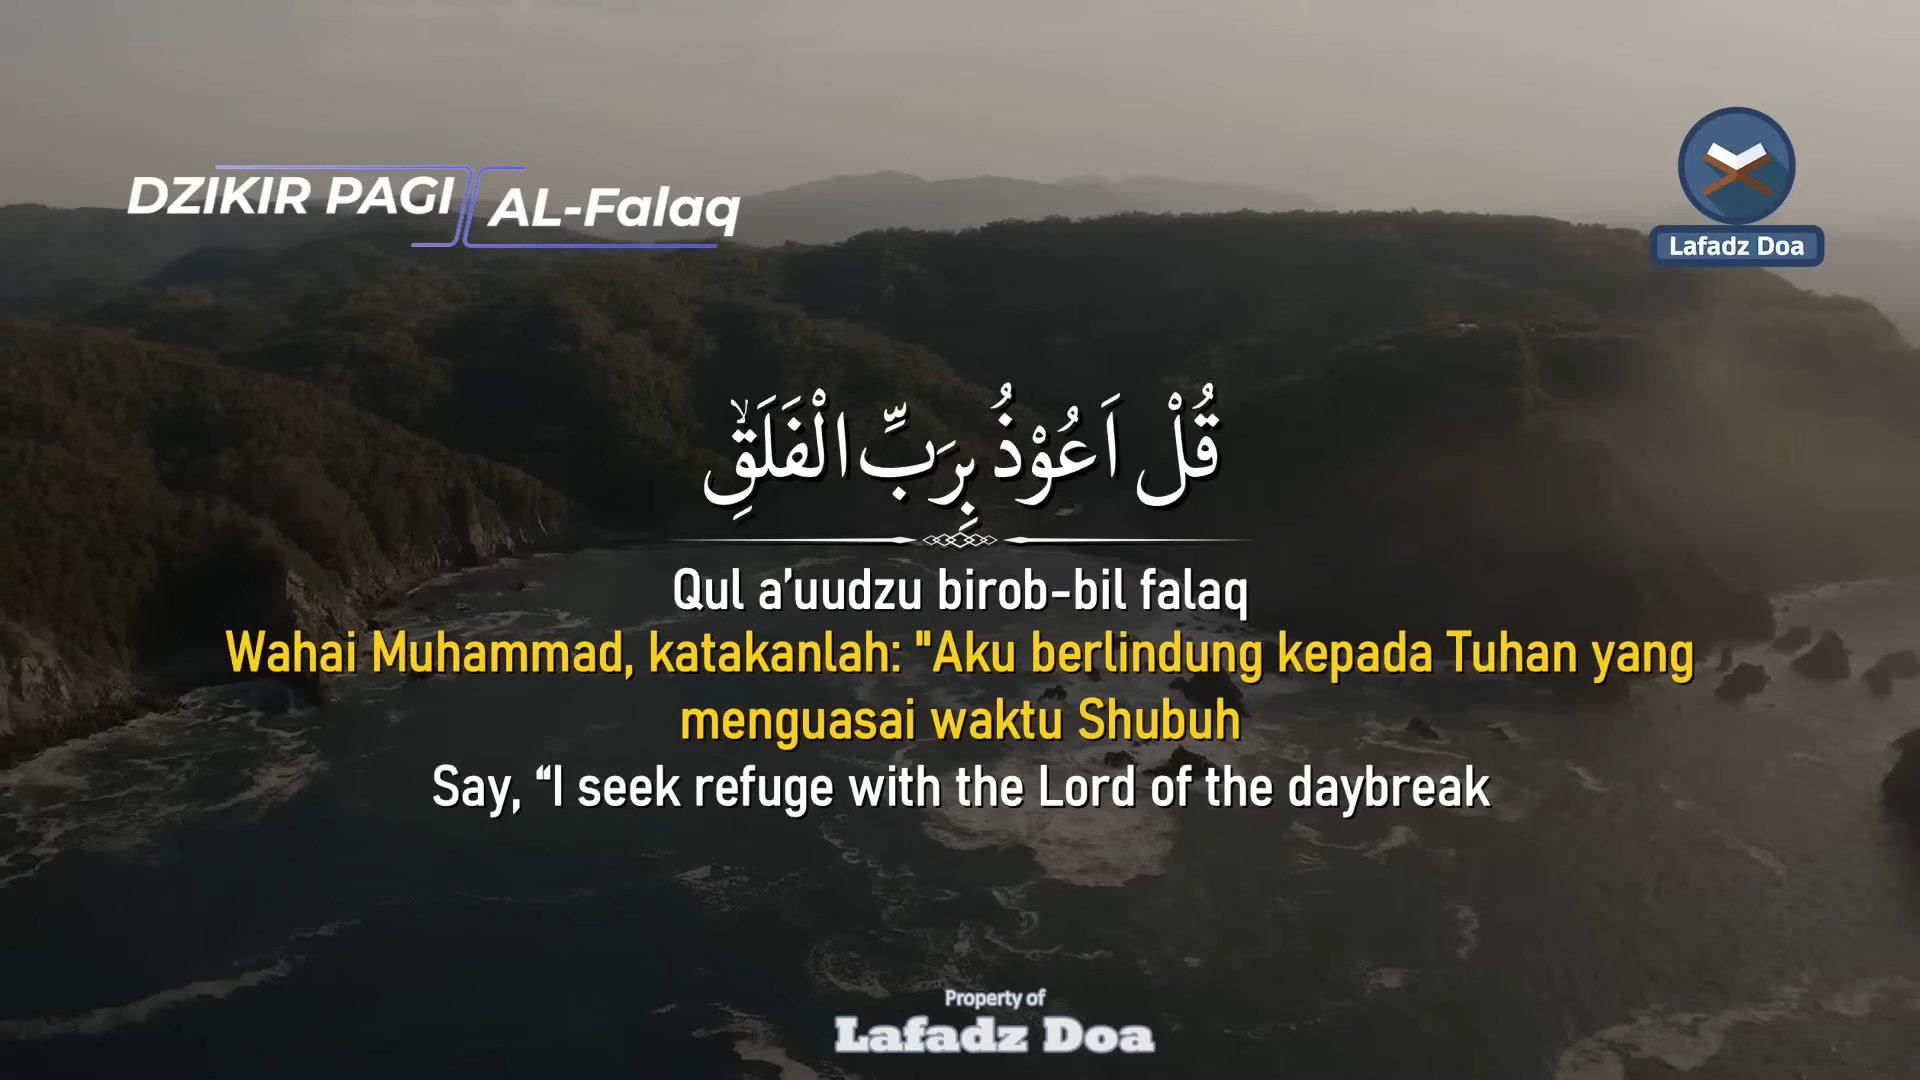 DZIKIR PAGI
AL-Falaq
Lafadz Doa
قُلْ اَعُوْذُ بِرَبِّ الْفَلَقِۙ
Qul a’uudzu birob-bil falaq
Wahai Muhammad, katakanlah: "Aku berlindung kepada Tuhan yang
menguasai waktu Shubuh
Say, “I seek refuge with the Lord of the daybreak
Property of
Lafadz Doa